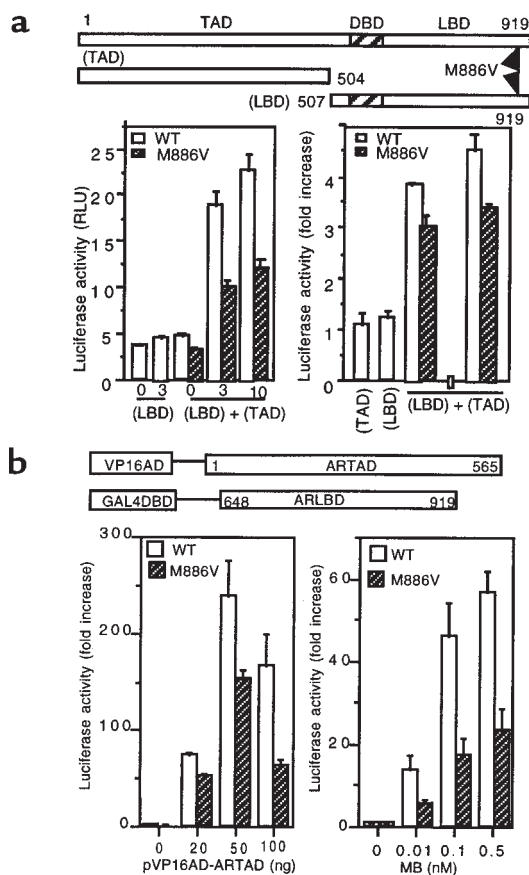 a
1 TAD DBD LBD 919
(TAD)
M886V
504
(LBD) 507
919
WT
M886V
25
20
15
10
5
0
Luciferase activity (RLU)
0 3 0 3 10
(LBD) (LBD) + (TAD)
WT
M886V
5
4
3
2
1
0
Luciferase activity (fold increase)
(TAD)
(LBD)
(LBD) + (TAD)
b
VP16AD 1 ARTAD 565
GAL4DBD 648 ARLBD 919
300
200
100
0
Luciferase activity (fold increase)
WT
M886V
0 20 50 100
pVP16AD-ARTAD (ng)
60
40
20
0
Luciferase activity (fold increase)
WT
M886V
0 0.01 0.1 0.5
MB (nM)